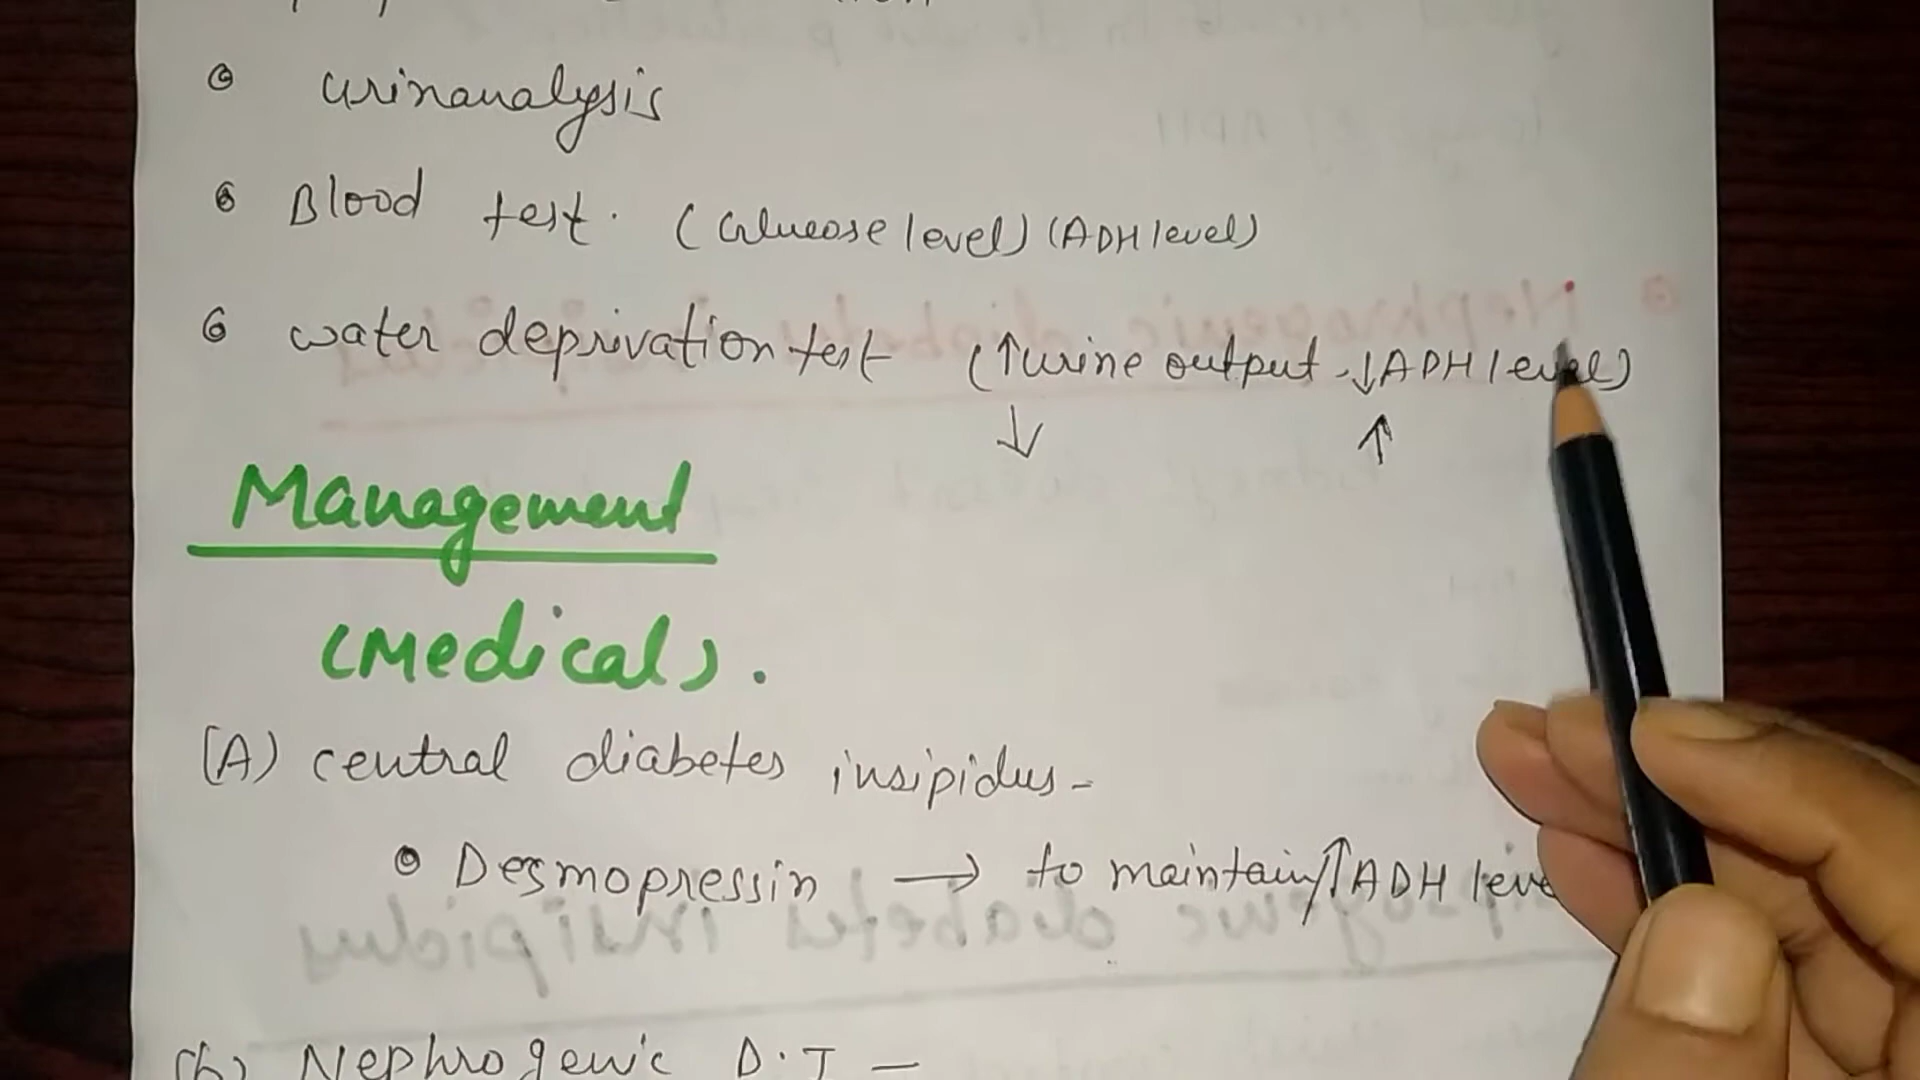 urinanalysis
Blood test. (Glucose level) (ADH level)
water deprivation test (↑urine output - ↓ADH level)
↓ ↑
Management
(Medical).
(A) central diabetes insipidus -
Desmopressin → to maintain/↑ADH leve
(b) Nephrogenic D.I -